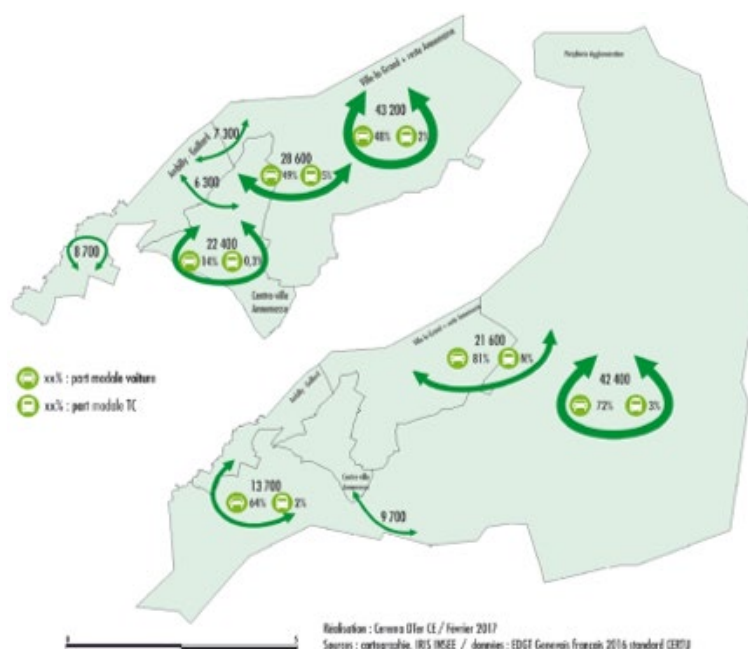 Périphérie Agglomération
Ville-la-Grand + reste Annemasse
43 200
48%
2%
7 300
Ambilly - Gaillard
28 600
49%
5%
6 300
22 400
14%
0,3%
8 700
Centre-ville
Annemasse
Ville-la-Grand + reste Annemasse
21 600
81%
N%
42 400
72%
3%
xx% : part modale voiture
xx% : part modale TC
Ambilly - Gaillard
13 700
64%
2%
Centre-ville
Annemasse
9 700
0
5
Réalisation : Cerema DTer CE / Février 2017
Sources : cartographie, IRIS INSEE / données : EDGT Genevois français 2016 standard CERTU